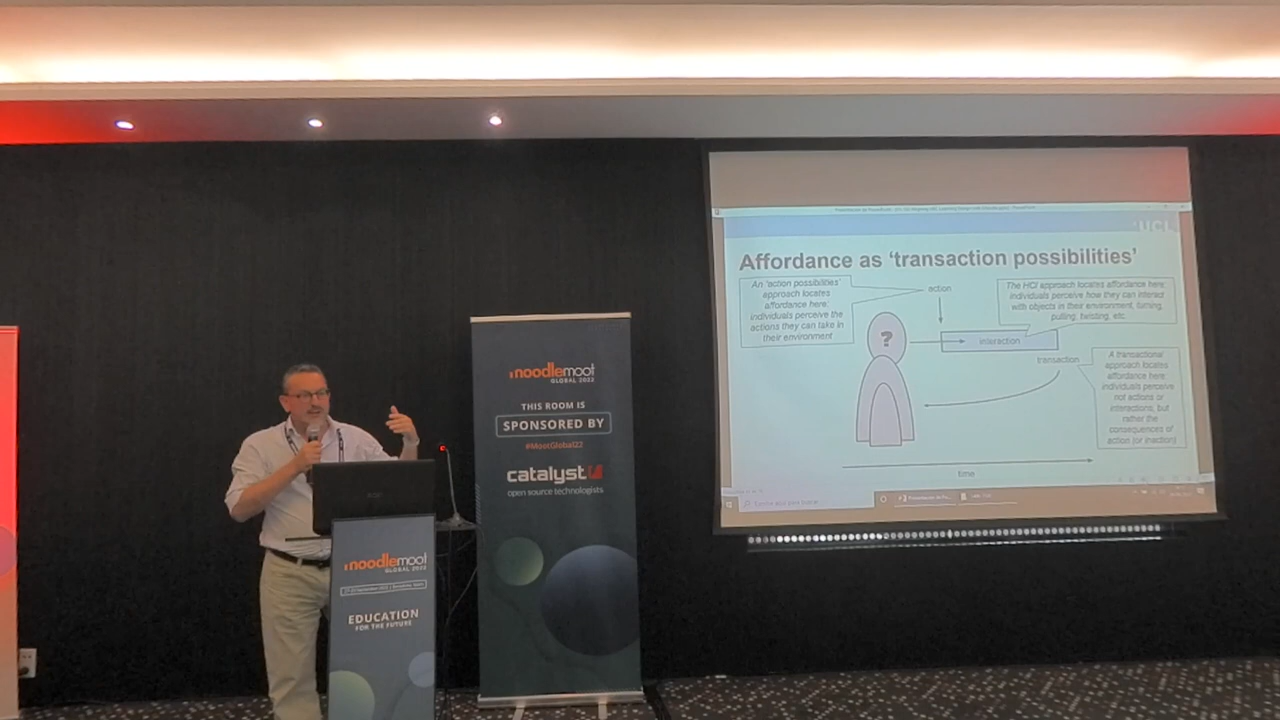 UCL
Affordance as 'transaction possibilities'
An 'action possibilities'
approach locates
affordance here:
individuals perceive the
actions they can take in
their environment
action
The HCI approach locates affordance here:
individuals perceive how they can interact
with objects in their environment, turning,
pulling, twisting, etc.
?
interaction
transaction
A
transactional
approach locates
affordance here:
individuals perceive
not actions or
interactions, but
rather the
consequences of
action (or inaction)
time
moodlemoot
GLOBAL 2022
THIS ROOM IS
SPONSORED BY
#MootGlobal22
catalyst
open source technologists
moodlemoot
GLOBAL 2022
EDUCATION
FOR THE FUTURE